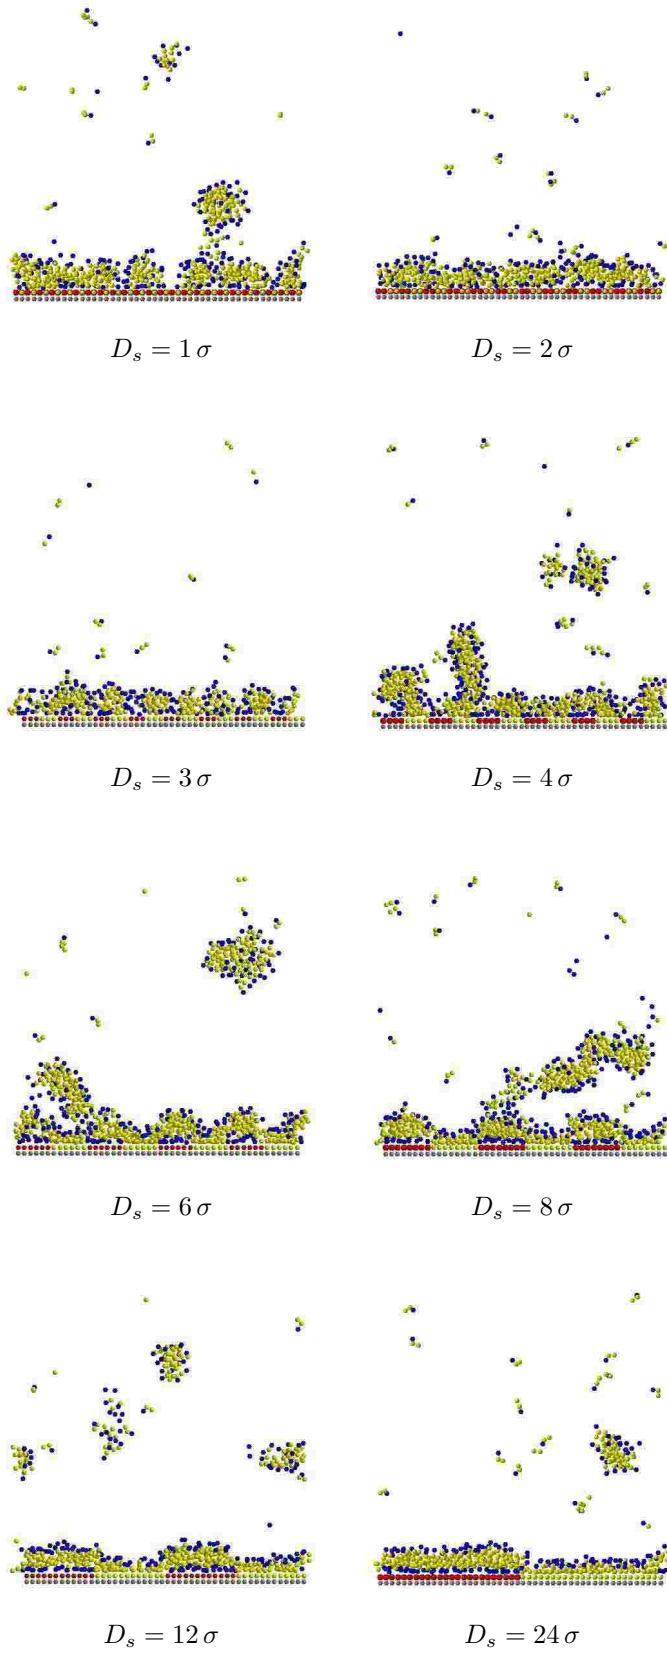 D_s = 1 σ
D_s = 2 σ
D_s = 3 σ
D_s = 4 σ
D_s = 6 σ
D_s = 8 σ
D_s = 12 σ
D_s = 24 σ